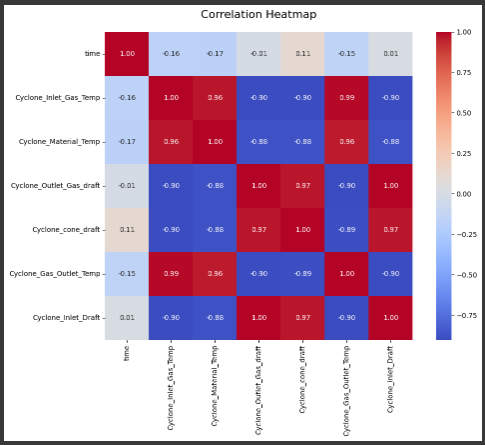 Correlation Heatmap
time 1.00 -0.16 -0.17 -0.01 0.11 -0.15 0.01
Cyclone_Inlet_Gas_Temp -0.16 1.00 0.96 -0.90 -0.90 0.99 -0.90
Cyclone_Material_Temp -0.17 0.96 1.00 -0.88 -0.88 0.96 -0.88
Cyclone_Outlet_Gas_draft -0.01 -0.90 -0.88 1.00 0.97 -0.90 1.00
Cyclone_cone_draft 0.11 -0.90 -0.88 0.97 1.00 -0.89 0.97
Cyclone_Gas_Outlet_Temp -0.15 0.99 0.96 -0.90 -0.89 1.00 -0.90
Cyclone_Inlet_Draft 0.01 -0.90 -0.88 1.00 0.97 -0.90 1.00
time
Cyclone_Inlet_Gas_Temp
Cyclone_Material_Temp
Cyclone_Outlet_Gas_draft
Cyclone_cone_draft
Cyclone_Gas_Outlet_Temp
Cyclone_Inlet_Draft
1.00
0.75
0.50
0.25
0.00
−0.25
−0.50
−0.75